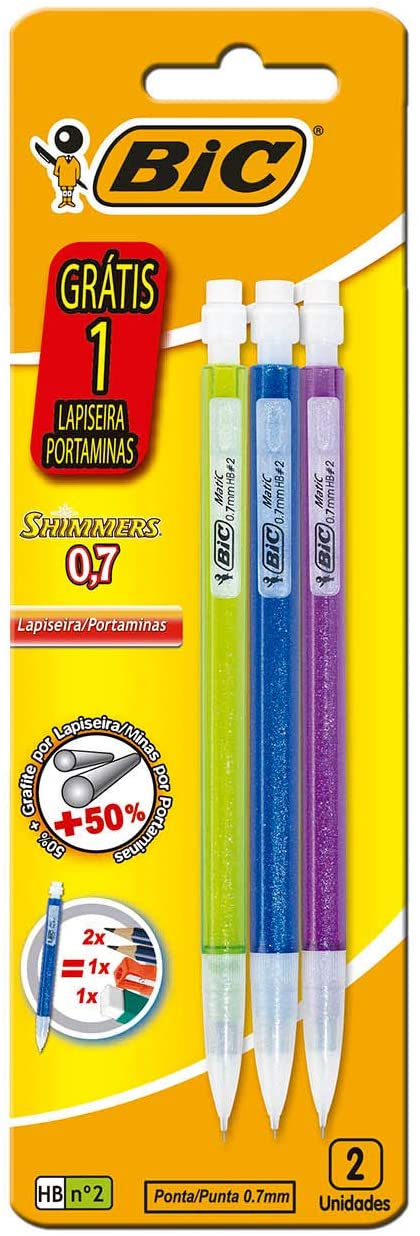 BIC®
GRÁTIS
1
LAPISEIRA
PORTAMINAS
SHIMMERS
0,7
Lapiseira/Portaminas
BIC MatiC 0.7mm HB#2
BIC MatiC 0.7mm HB#2
BIC MatiC 0.7mm HB#2
50% + Grafite por Lapiseira/Minas por Portaminas
+50%
2x
=1x
1x
HB nº2
Ponta/Punta 0.7mm
2
Unidades